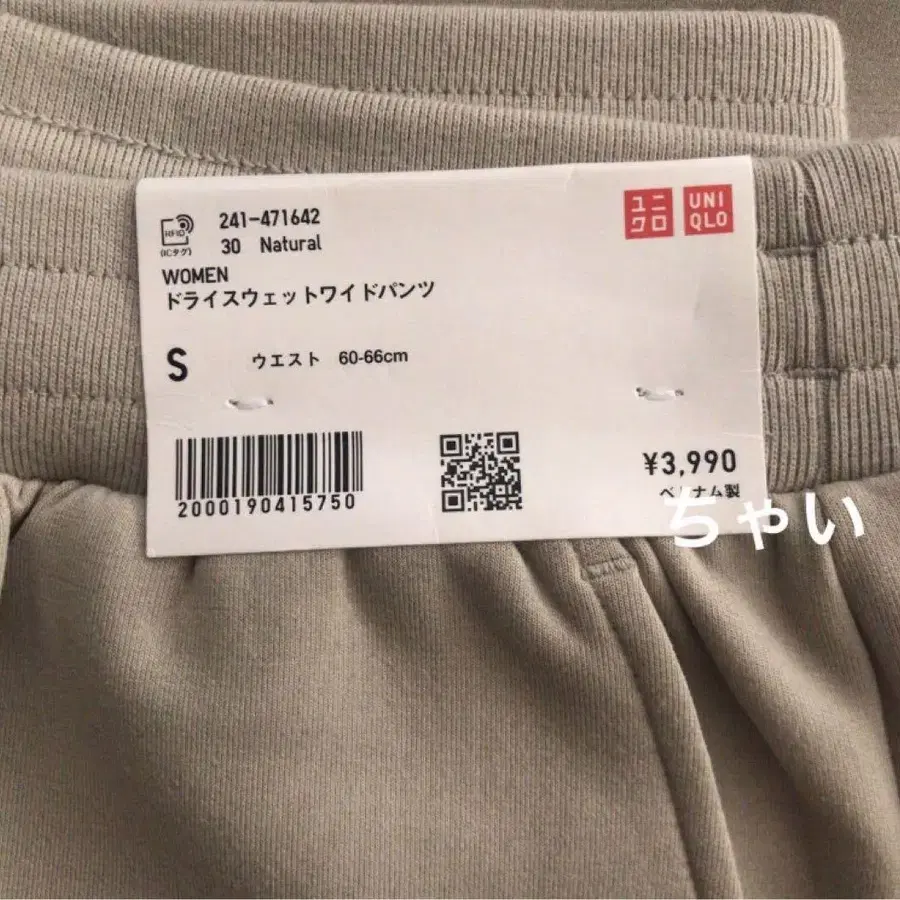 241-471642
RFID
(ICタグ)
30 Natural
ユニクロ
UNIQLO
WOMEN
ドライスウェットワイドパンツ
S ウエスト 60-66cm
2000190415750
¥3,990
ベトナム製
ちゃい